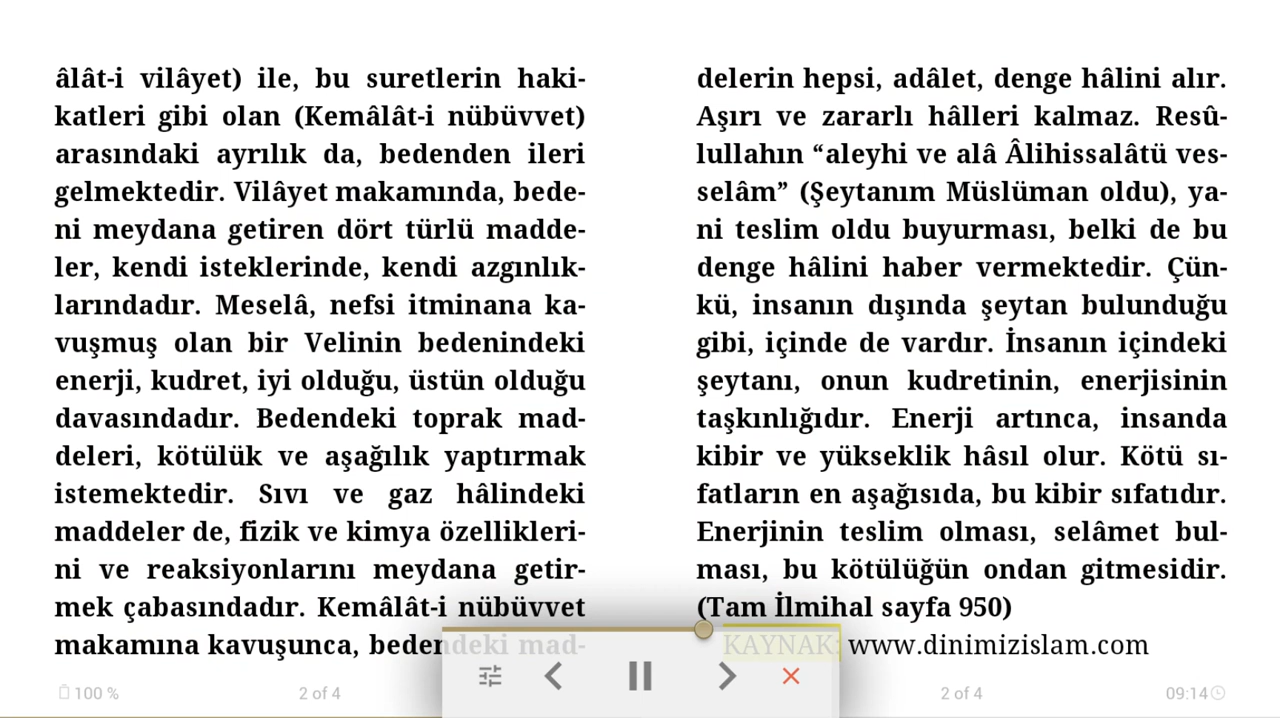 âlât-i vilâyet) ile, bu suretlerin haki-
katleri gibi olan (Kemâlât-i nübüvvet)
arasındaki ayrılık da, bedenden ileri
gelmektedir. Vilâyet makamında, bede-
ni meydana getiren dört türlü madde-
ler, kendi isteklerinde, kendi azgınlık-
larındadır. Meselâ, nefsi itminana ka-
vuşmuş olan bir Velinin bedenindeki
enerji, kudret, iyi olduğu, üstün olduğu
davasındadır. Bedendeki toprak mad-
deleri, kötülük ve aşağılık yaptırmak
istemektedir. Sıvı ve gaz hâlindeki
maddeler de, fizik ve kimya özellikleri-
ni ve reaksiyonlarını meydana getir-
mek çabasındadır. Kemâlât-i nübüvvet
makamına kavuşunca, bedendeki mad-
delerin hepsi, adâlet, denge hâlini alır.
Aşırı ve zararlı hâlleri kalmaz. Resû-
lullahın “aleyhi ve alâ Âlihissalâtü ves-
selâm” (Şeytanım Müslüman oldu), ya-
ni teslim oldu buyurması, belki de bu
denge hâlini haber vermektedir. Çün-
kü, insanın dışında şeytan bulunduğu
gibi, içinde de vardır. İnsanın içindeki
şeytanı, onun kudretinin, enerjisinin
taşkınlığıdır. Enerji artınca, insanda
kibir ve yükseklik hâsıl olur. Kötü sı-
fatların en aşağısıda, bu kibir sıfatıdır.
Enerjinin teslim olması, selâmet bul-
ması, bu kötülüğün ondan gitmesidir.
(Tam İlmihal sayfa 950)
KAYNAK: www.dinimizislam.com
100 %
2 of 4
2 of 4
09:14